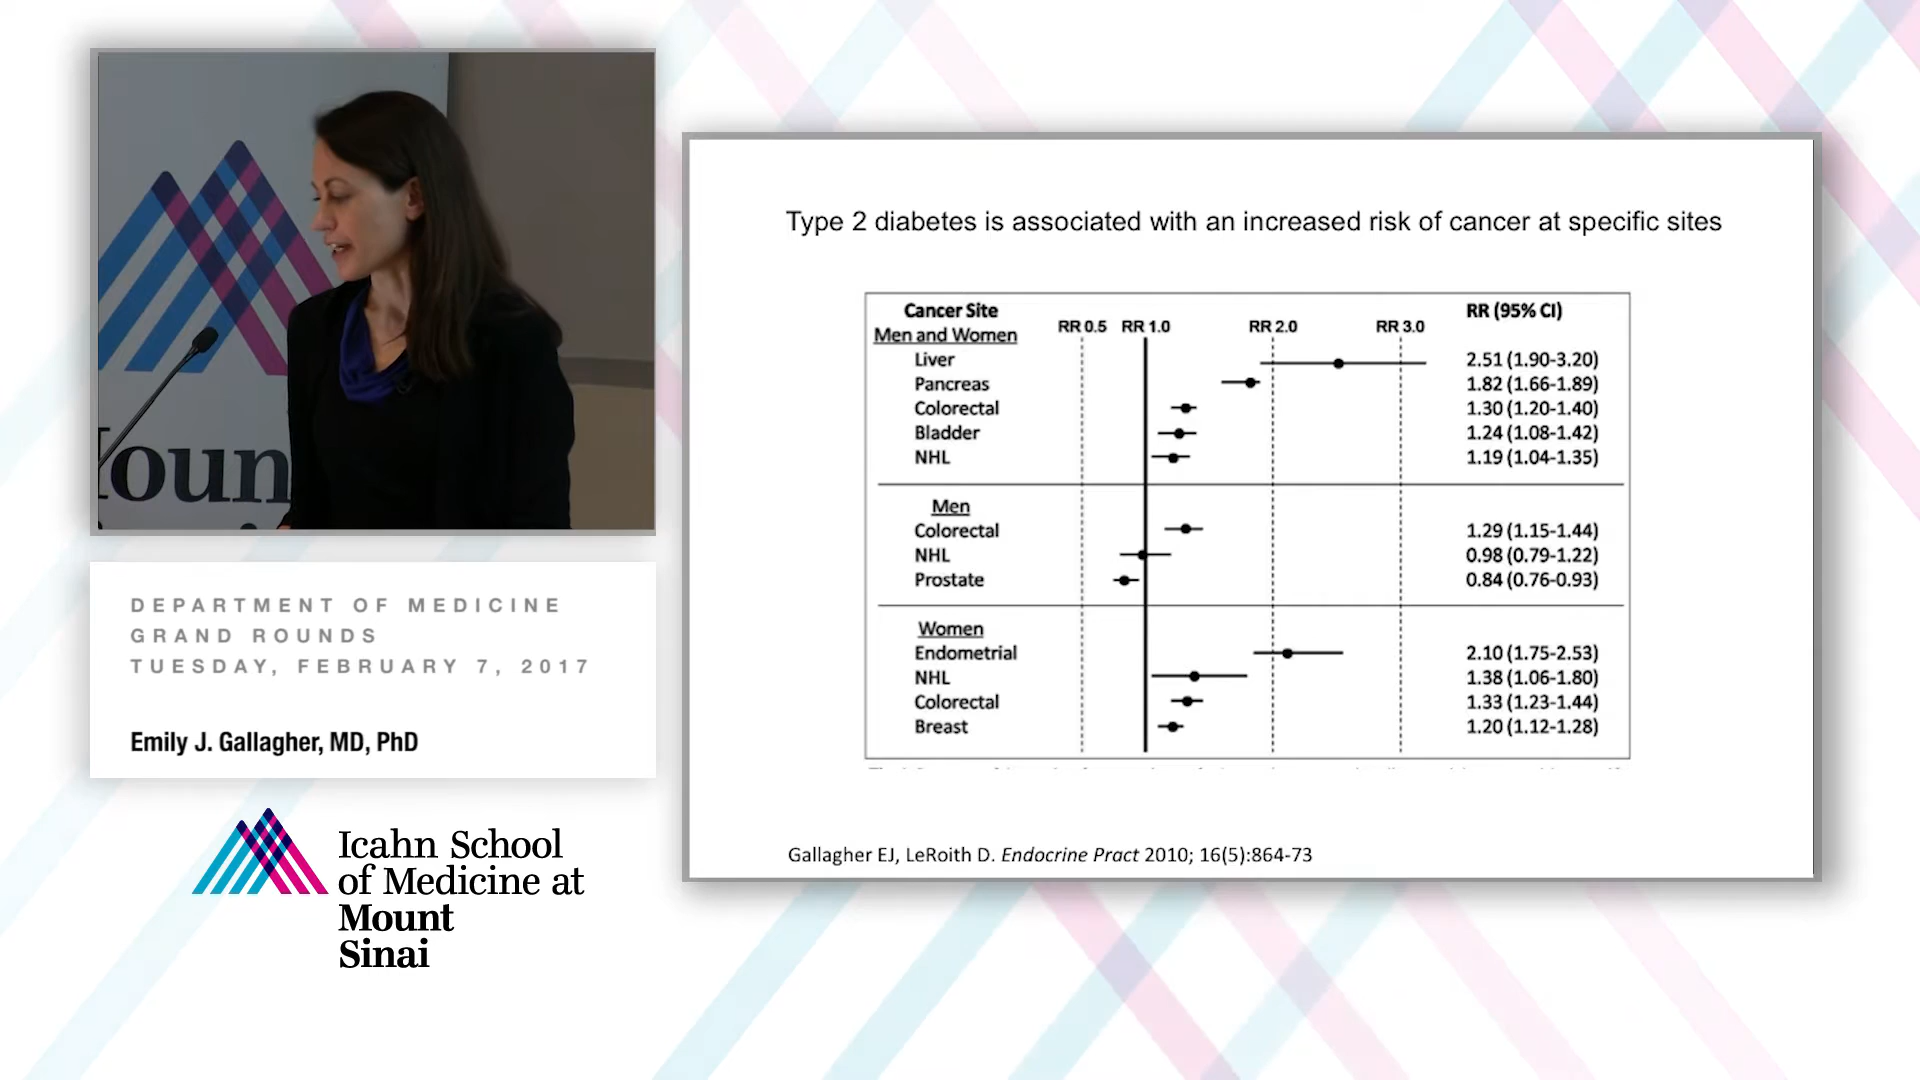 oun
DEPARTMENT OF MEDICINE
GRAND ROUNDS
TUESDAY, FEBRUARY 7, 2017
Emily J. Gallagher, MD, PhD
Icahn School
of Medicine at
Mount
Sinai
Type 2 diabetes is associated with an increased risk of cancer at specific sites
Cancer Site RR (95% CI)
Men and Women RR 0.5 RR 1.0 RR 2.0 RR 3.0
Liver 2.51 (1.90-3.20)
Pancreas 1.82 (1.66-1.89)
Colorectal 1.30 (1.20-1.40)
Bladder 1.24 (1.08-1.42)
NHL 1.19 (1.04-1.35)
Men
Colorectal 1.29 (1.15-1.44)
NHL 0.98 (0.79-1.22)
Prostate 0.84 (0.76-0.93)
Women
Endometrial 2.10 (1.75-2.53)
NHL 1.38 (1.06-1.80)
Colorectal 1.33 (1.23-1.44)
Breast 1.20 (1.12-1.28)
Gallagher EJ, LeRoith D. Endocrine Pract 2010; 16(5):864-73